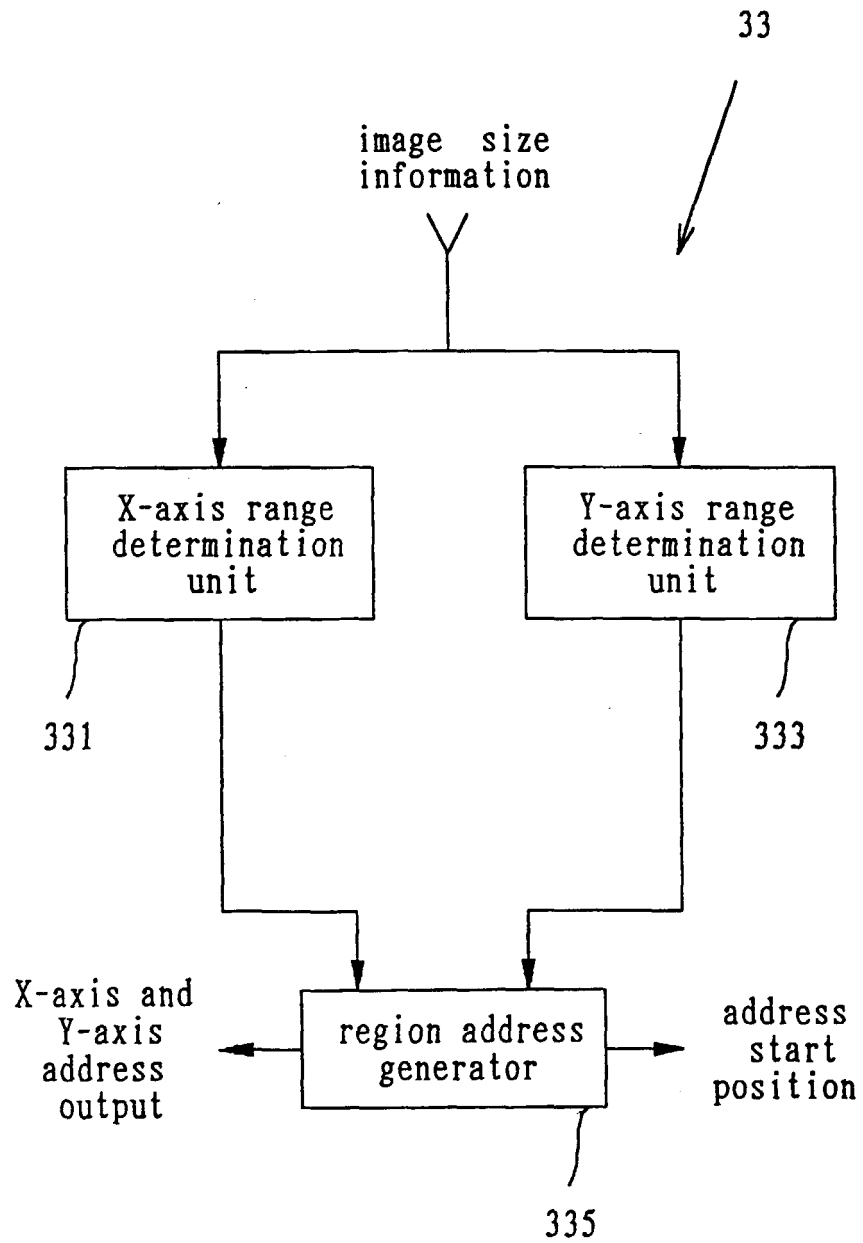 33
image size
information
X-axis range
determination
unit
Y-axis range
determination
unit
331
333
X-axis and
Y-axis
address
output
region address
generator
address
start
position
335